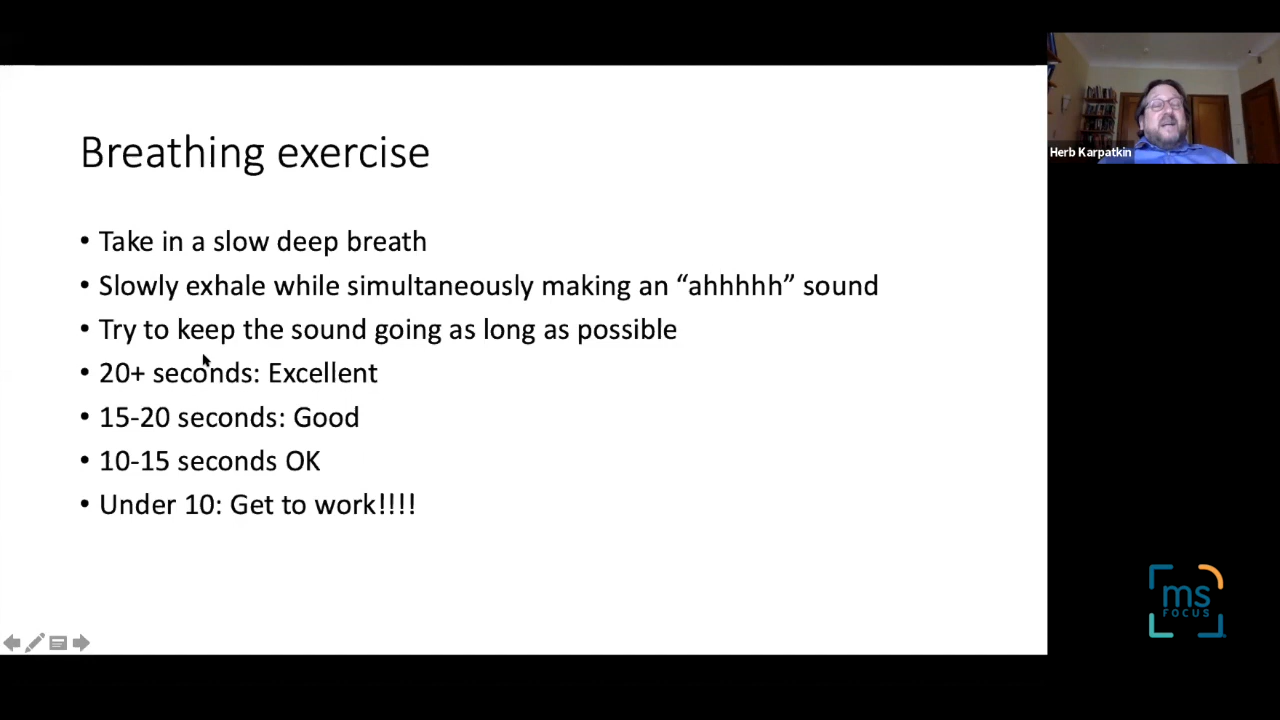 Breathing exercise
• Take in a slow deep breath
• Slowly exhale while simultaneously making an “ahhhhh” sound
• Try to keep the sound going as long as possible
• 20+ seconds: Excellent
• 15-20 seconds: Good
• 10-15 seconds OK
• Under 10: Get to work!!!!
Herb Karpatkin
ms
FOCUS